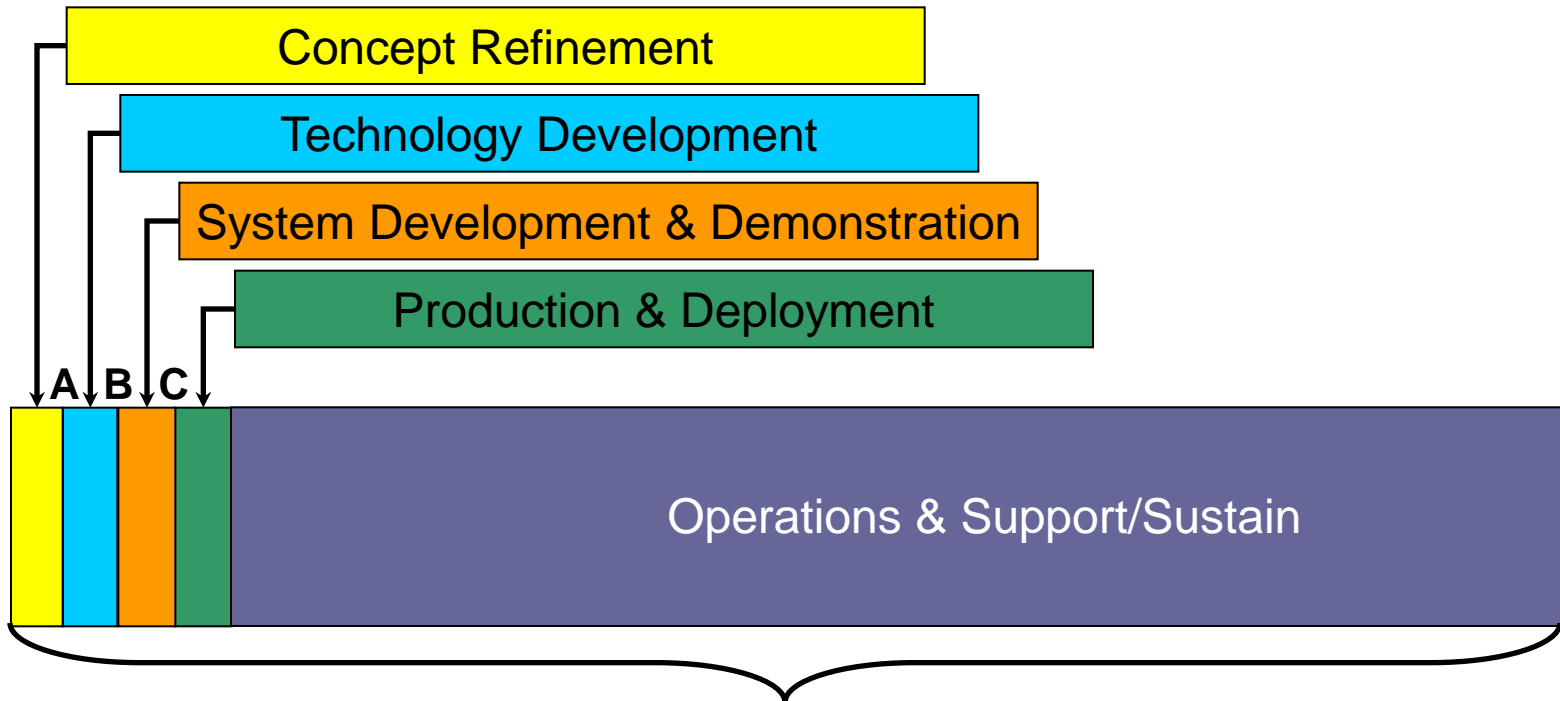 Concept Refinement
Technology Development
System Development & Demonstration
Production & Deployment
A B C
Operations & Support/Sustain